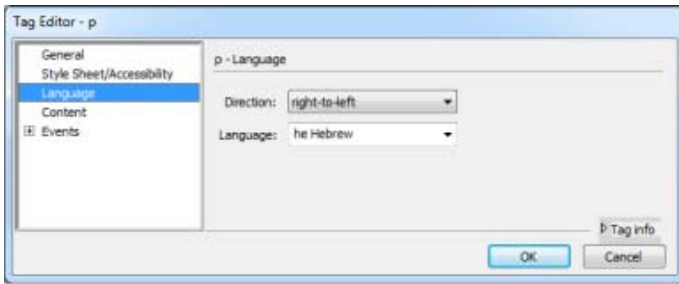 Tag Editor - p
General
Style Sheet/Accessibility
Language
Content
Events
p - Language
Direction: right-to-left
Language: he Hebrew
Tag info
OK Cancel